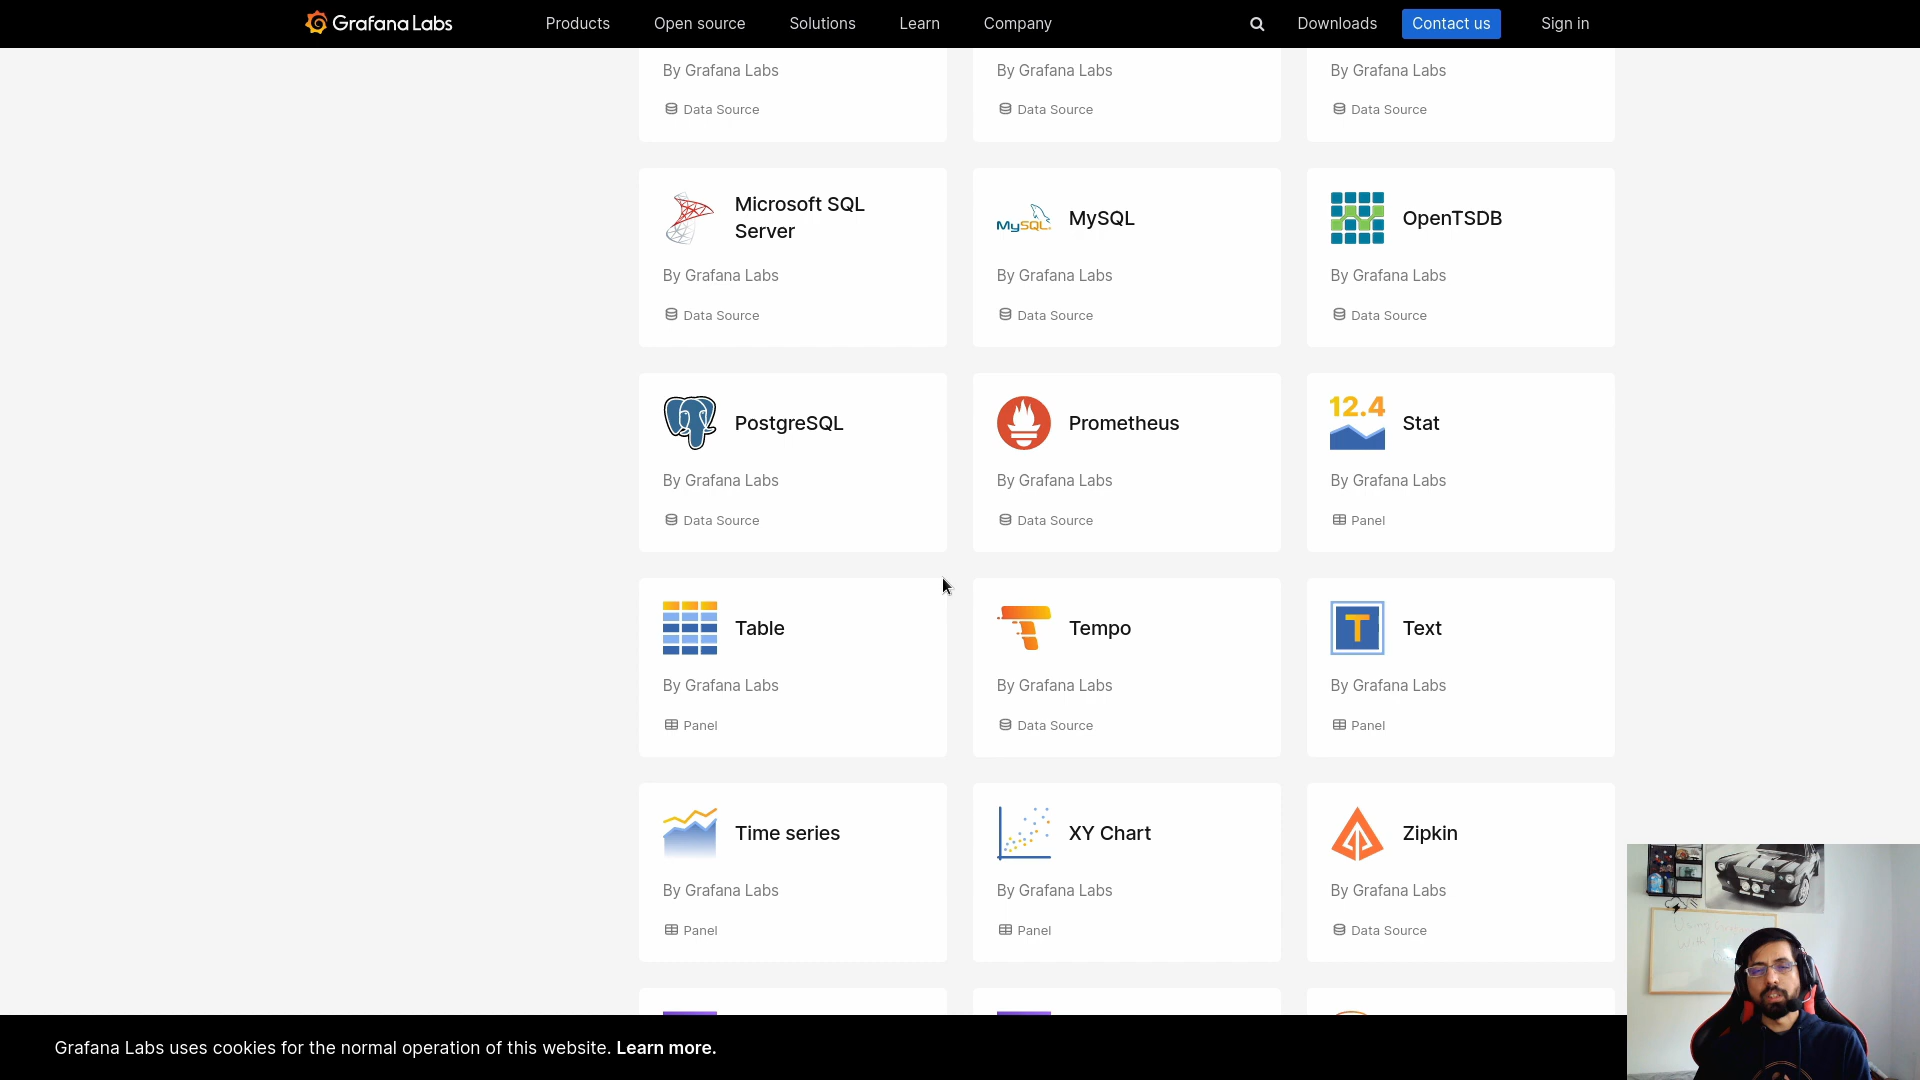 Grafana Labs
Products
Open source
Solutions
Learn
Company
Downloads
Contact us
Sign in
By Grafana Labs
By Grafana Labs
By Grafana Labs
Data Source
Data Source
Data Source
Microsoft SQL
Server
MySQL
MySQL
OpenTSDB
By Grafana Labs
By Grafana Labs
By Grafana Labs
Data Source
Data Source
Data Source
PostgreSQL
Prometheus
12.4
Stat
By Grafana Labs
By Grafana Labs
By Grafana Labs
Data Source
Data Source
Panel
Table
Tempo
T
Text
By Grafana Labs
By Grafana Labs
By Grafana Labs
Panel
Data Source
Panel
Time series
XY Chart
Zipkin
By Grafana Labs
By Grafana Labs
By Grafana Labs
Panel
Panel
Data Source
Grafana Labs uses cookies for the normal operation of this website. Learn more.